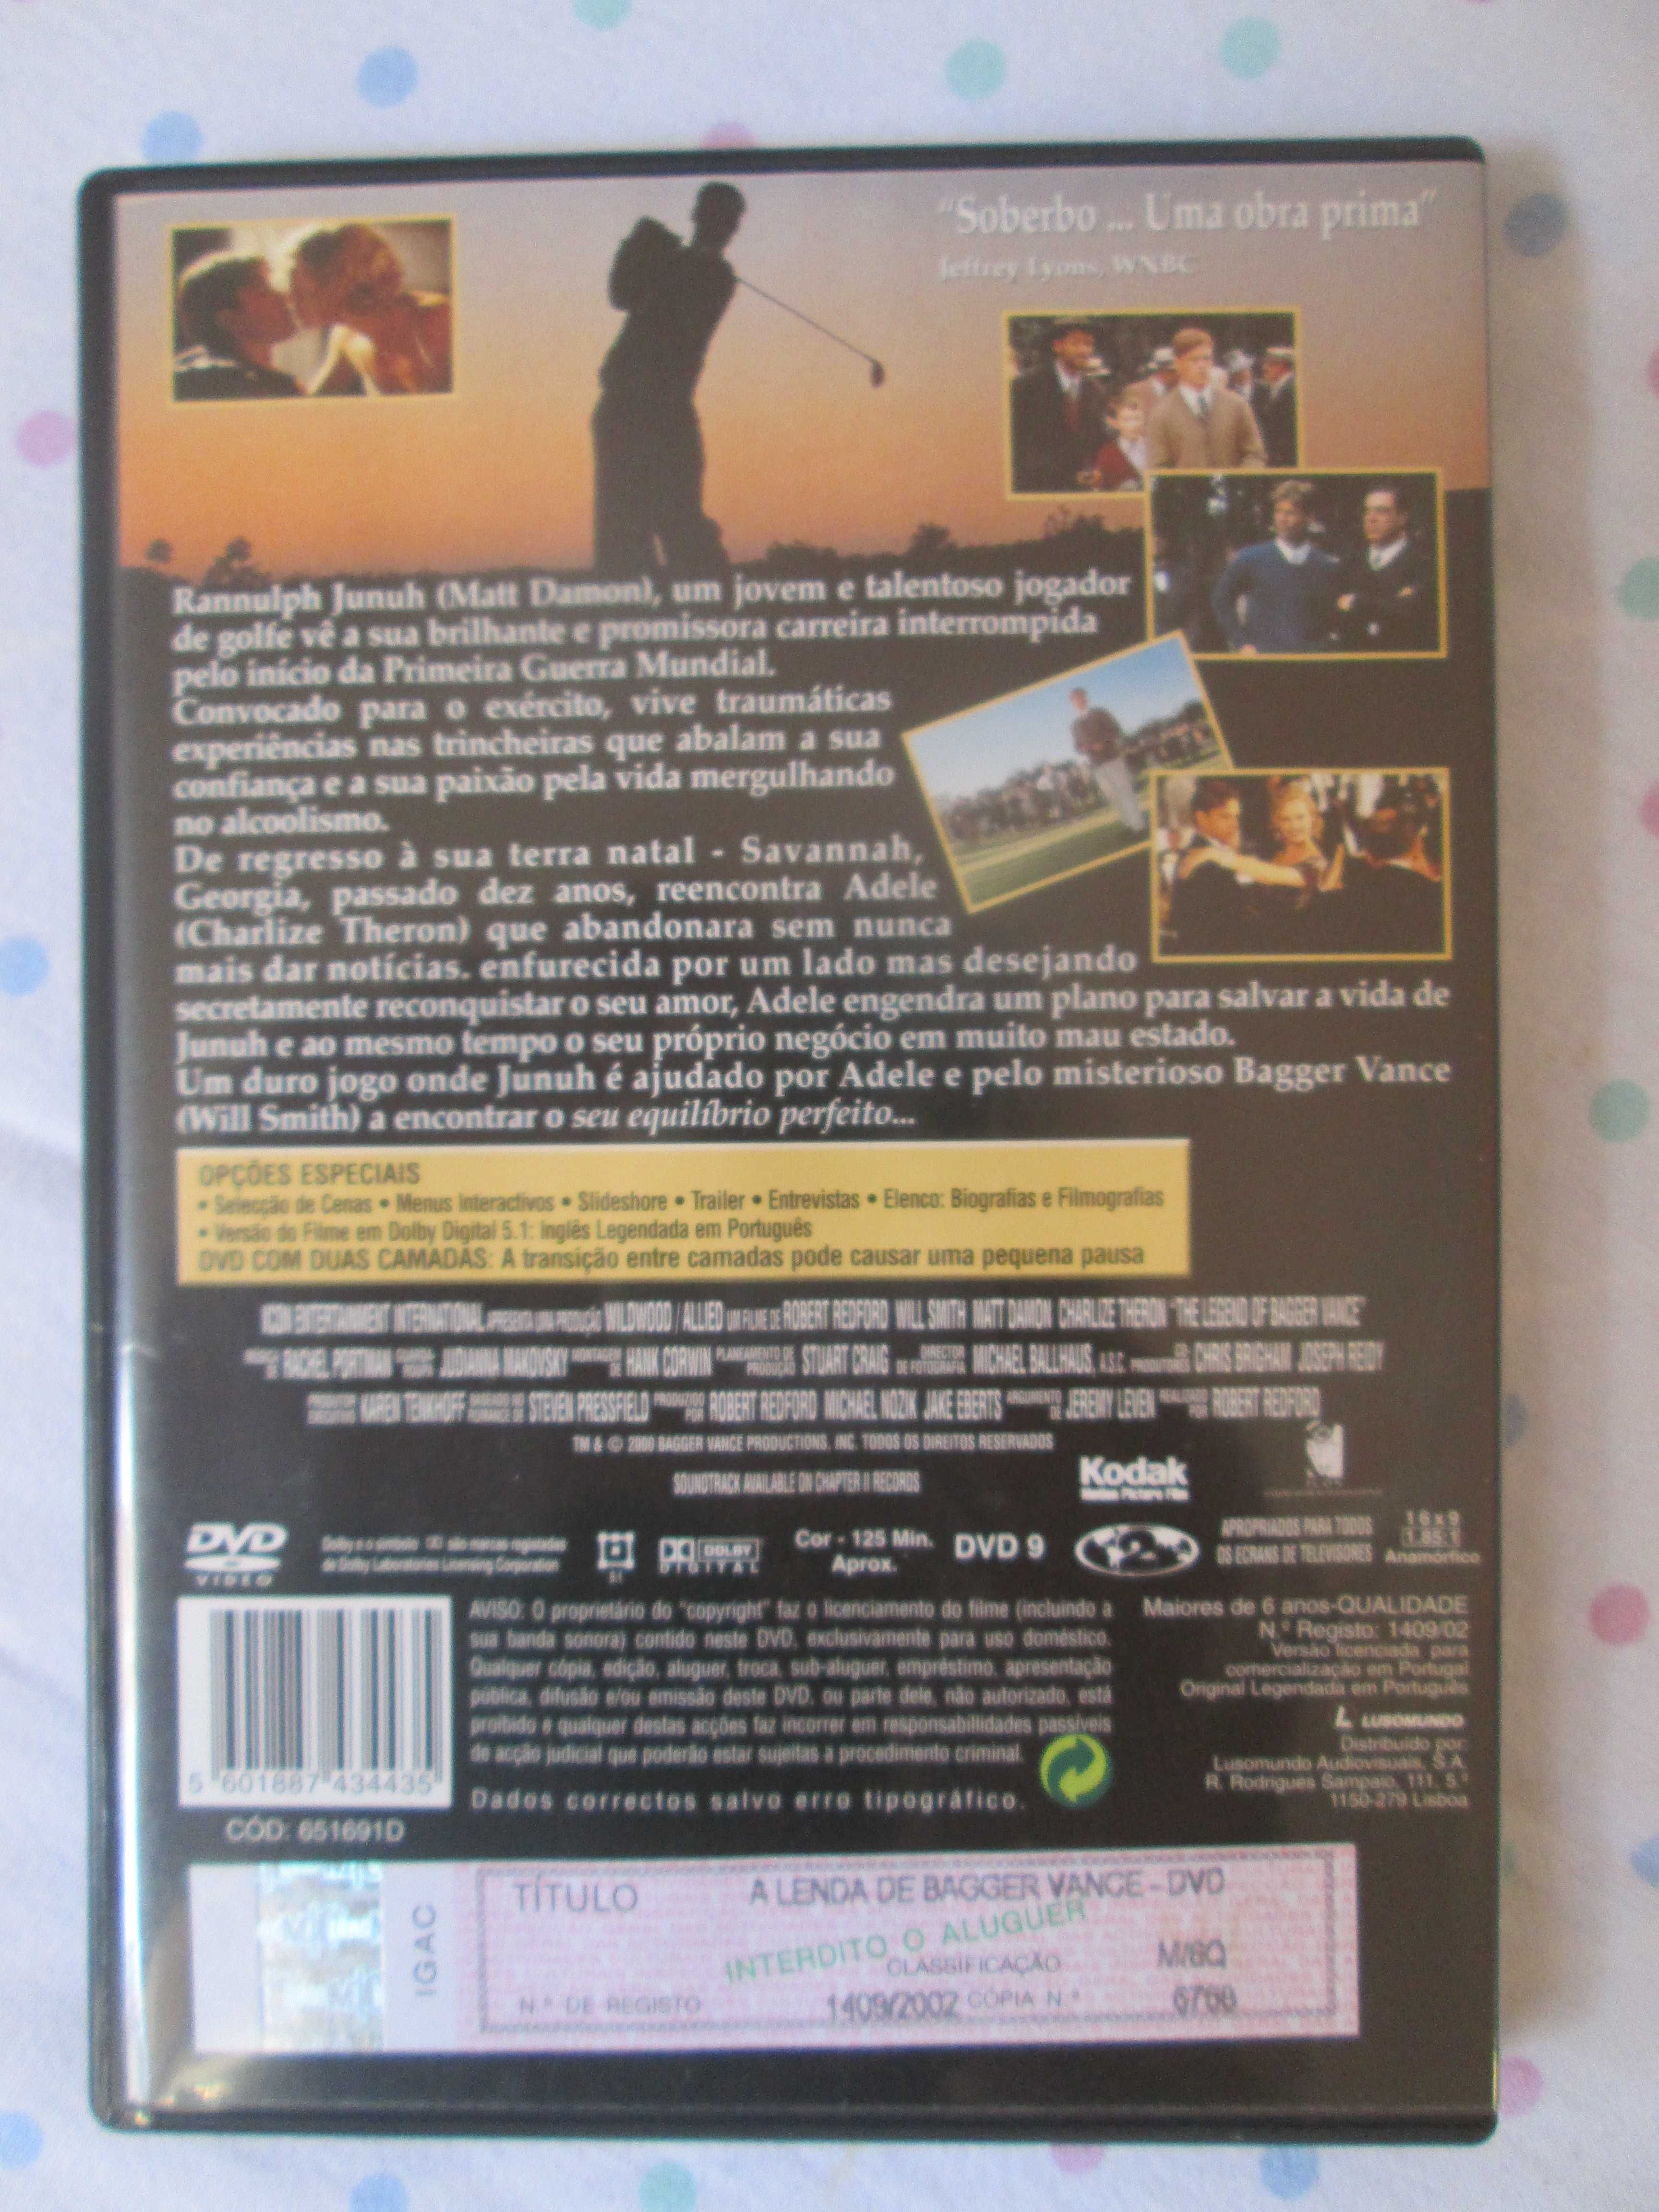 "Soberbo ... Uma obra prima"
Jeffrey Lyons, WNBC
Rannulph Junuh (Matt Damon), um jovem e talentoso jogador
de golfe vê a sua brilhante e promissora carreira interrompida
pelo início da Primeira Guerra Mundial.
Convocado para o exército, vive traumáticas
experiências nas trincheiras que abalam a sua
confiança e a sua paixão pela vida mergulhando
no alcoolismo.
De regresso à sua terra natal - Savannah,
Georgia, passado dez anos, reencontra Adele
(Charlize Theron) que abandonara sem nunca
mais dar notícias. enfurecida por um lado mas desejando
secretamente reconquistar o seu amor, Adele engendra um plano para salvar a vida de
Junuh e ao mesmo tempo o seu próprio negócio em muito mau estado.
Um duro jogo onde Junuh é ajudado por Adele e pelo misterioso Bagger Vance
(Will Smith) a encontrar o seu equilíbrio perfeito...
OPÇÕES ESPECIAIS
• Selecção de Cenas • Menus Interactivos • Slideshore • Trailer • Entrevistas • Elenco: Biografias e Filmografias
• Versão do Filme em Dolby Digital 5.1: Inglês Legendada em Português
DVD COM DUAS CAMADAS: A transição entre camadas pode causar uma pequena pausa
ICON ENTERTAINMENT INTERNATIONAL APRESENTA UMA PRODUÇÃO WILDWOOD / ALLIED UM FILME DE ROBERT REDFORD WILL SMITH MATT DAMON CHARLIZE THERON "THE LEGEND OF BAGGER VANCE"
MÚSICA DE RACHEL PORTMAN GUARDA-ROUPA JUDIANNA MAKOVSKY MONTAGEM DE HANK CORWIN PLANEAMENTO DE PRODUÇÃO STUART CRAIG DIRECTOR DE FOTOGRAFIA MICHAEL BALLHAUS, A.S.C. CO-PRODUTORES CHRIS BRIGHAM JOSEPH REIDY
PRODUTOR EXECUTIVO KAREN TENKHOFF BASEADO NO ROMANCE DE STEVEN PRESSFIELD PRODUZIDO POR ROBERT REDFORD MICHAEL NOZIK JAKE EBERTS ARGUMENTO DE JEREMY LEVEN REALIZADO POR ROBERT REDFORD
TM & © 2000 BAGGER VANCE PRODUCTIONS, INC. TODOS OS DIREITOS RESERVADOS
SOUNDTRACK AVAILABLE ON CHAPTER II RECORDS
Kodak
Motion Picture Film
ICON
DVD
VIDEO
Dolby e o símbolo são marcas registadas
de Dolby Laboratories Licensing Corporation
5.1
DOLBY
DIGITAL
Cor - 125 Min.
Aprox.
DVD 9
2
APROPRIADOS PARA TODOS
OS ECRANS DE TELEVISORES
16x9
1.85:1
Anamórfico
AVISO: O proprietário do "copyright" faz o licenciamento do filme (incluindo a
sua banda sonora) contido neste DVD, exclusivamente para uso doméstico.
Qualquer cópia, edição, aluguer, troca, sub-aluguer, empréstimo, apresentação
pública, difusão e/ou emissão deste DVD, ou parte dele, não autorizado, está
proibido e qualquer destas acções faz incorrer em responsabilidades passíveis
de acção judicial que poderão estar sujeitas a procedimento criminal.
Dados correctos salvo erro tipográfico.
Maiores de 6 anos-QUALIDADE
N.º Registo: 1409/02
Versão licenciada para
comercialização em Portugal
Original Legendada em Português
L LUSOMUNDO
Distribuído por:
Lusomundo Audiovisuais, S.A.
R. Rodrigues Sampaio, 111, 5.º
1150-279 Lisboa
5 601887 434435
CÓD: 651691D
IGAC
TÍTULO A LENDA DE BAGGER VANCE - DVD
INTERDITO O ALUGUER
CLASSIFICAÇÃO M/6Q
N.º DE REGISTO 1409/2002 CÓPIA N.º